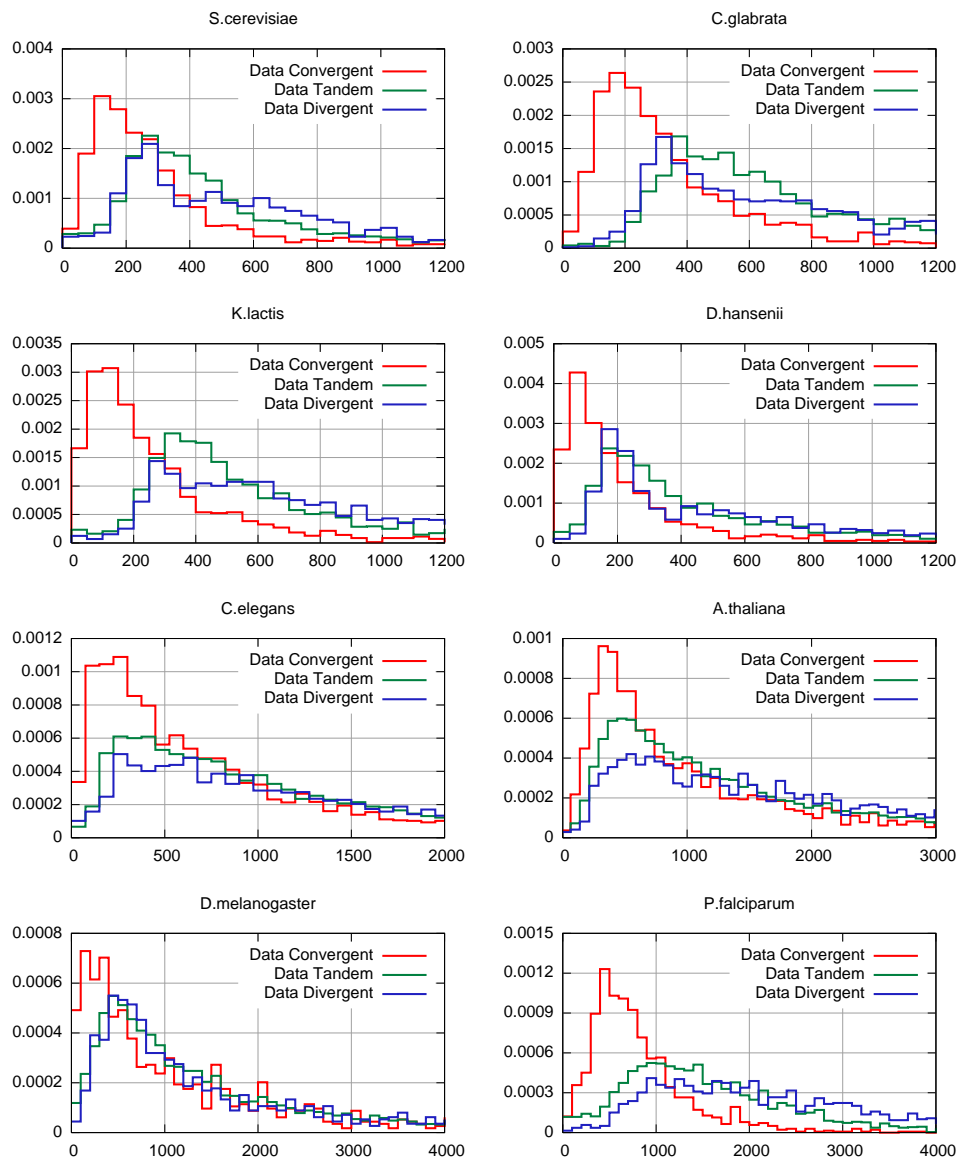 S.cerevisiae
0.004
0.003
0.002
0.001
0
Data Convergent
Data Tandem
Data Divergent
0 200 400 600 800 1000 1200
C.glabrata
0.003
0.0025
0.002
0.0015
0.001
0.0005
0
Data Convergent
Data Tandem
Data Divergent
0 200 400 600 800 1000 1200
K.lactis
0.0035
0.003
0.0025
0.002
0.0015
0.001
0.0005
0
Data Convergent
Data Tandem
Data Divergent
0 200 400 600 800 1000 1200
D.hansenii
0.005
0.004
0.003
0.002
0.001
0
Data Convergent
Data Tandem
Data Divergent
0 200 400 600 800 1000 1200
C.elegans
0.0012
0.001
0.0008
0.0006
0.0004
0.0002
0
Data Convergent
Data Tandem
Data Divergent
0 500 1000 1500 2000
A.thaliana
0.001
0.0008
0.0006
0.0004
0.0002
0
Data Convergent
Data Tandem
Data Divergent
0 1000 2000 3000
D.melanogaster
0.0008
0.0006
0.0004
0.0002
0
Data Convergent
Data Tandem
Data Divergent
0 1000 2000 3000 4000
P.falciparum
0.0015
0.0012
0.0009
0.0006
0.0003
0
Data Convergent
Data Tandem
Data Divergent
0 1000 2000 3000 4000